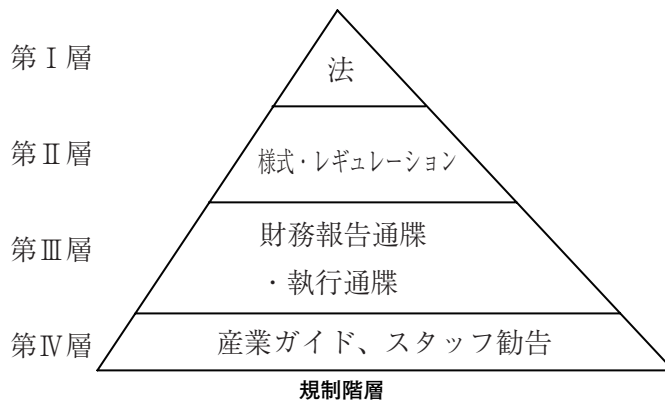 第Ⅰ層
法
第Ⅱ層
様式・レギュレーション
第Ⅲ層
財務報告通牒
・執行通牒
第Ⅳ層
産業ガイド、スタッフ勧告
規制階層